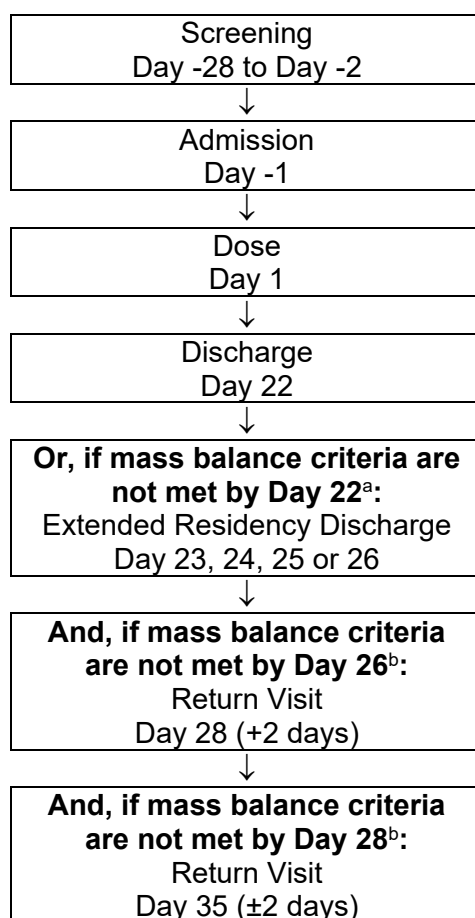 Screening
Day -28 to Day -2
↓
Admission
Day -1
↓
Dose
Day 1
↓
Discharge
Day 22
↓
Or, if mass balance criteria are
not met by Day 22ᵃ:
Extended Residency Discharge
Day 23, 24, 25 or 26
↓
And, if mass balance criteria
are not met by Day 26ᵇ:
Return Visit
Day 28 (+2 days)
↓
And, if mass balance criteria
are not met by Day 28ᵇ:
Return Visit
Day 35 (±2 days)